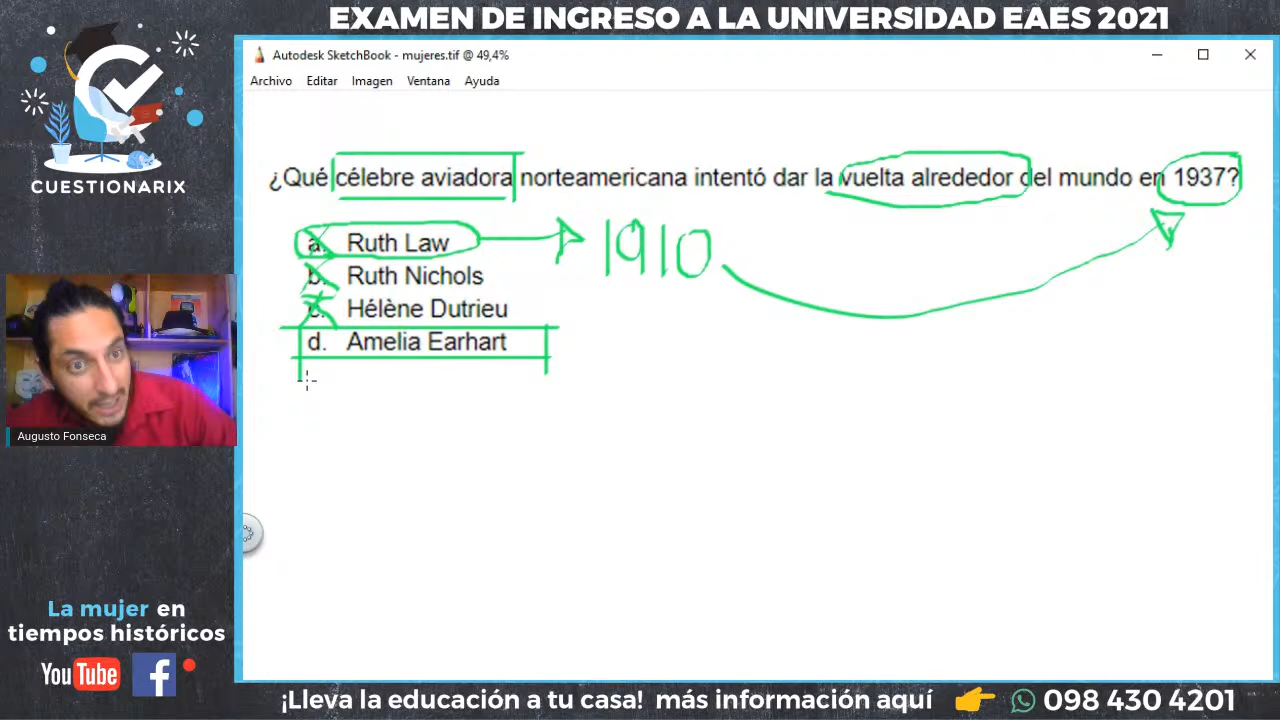 EXAMEN DE INGRESO A LA UNIVERSIDAD EAES 2021
Autodesk SketchBook - mujeres.tif @ 49,4%
Archivo Editar Imagen Ventana Ayuda
CUESTIONARIX
¿Qué célebre aviadora norteamericana intentó dar la vuelta alrededor del mundo en 1937?
a. Ruth Law 1910
b. Ruth Nichols
c. Hélène Dutrieu
d. Amelia Earhart
Augusto Fonseca
La mujer en
tiempos históricos
YouTube f
¡Lleva la educación a tu casa! más información aquí 098 430 4201